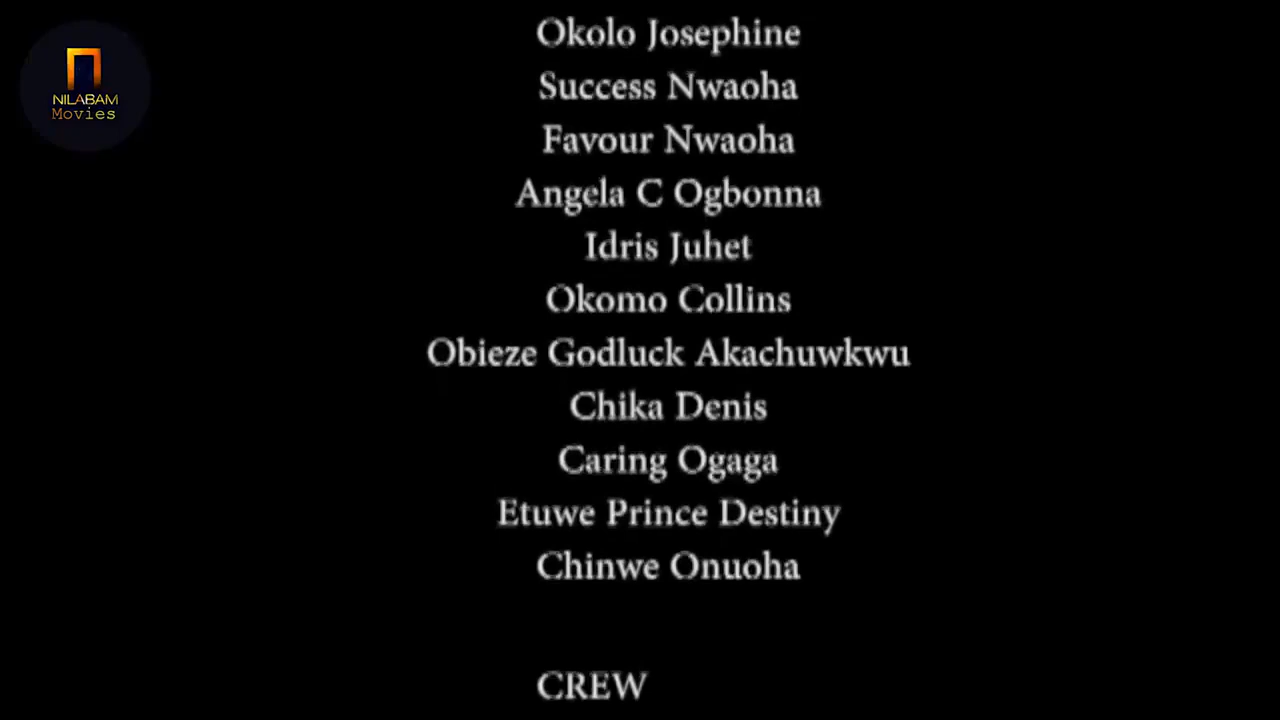 NILABAM
Movies
Okolo Josephine
Success Nwaoha
Favour Nwaoha
Angela C Ogbonna
Idris Juhet
Okomo Collins
Obieze Godluck Akachuwkwu
Chika Denis
Caring Ogaga
Etuwe Prince Destiny
Chinwe Onuoha
CREW